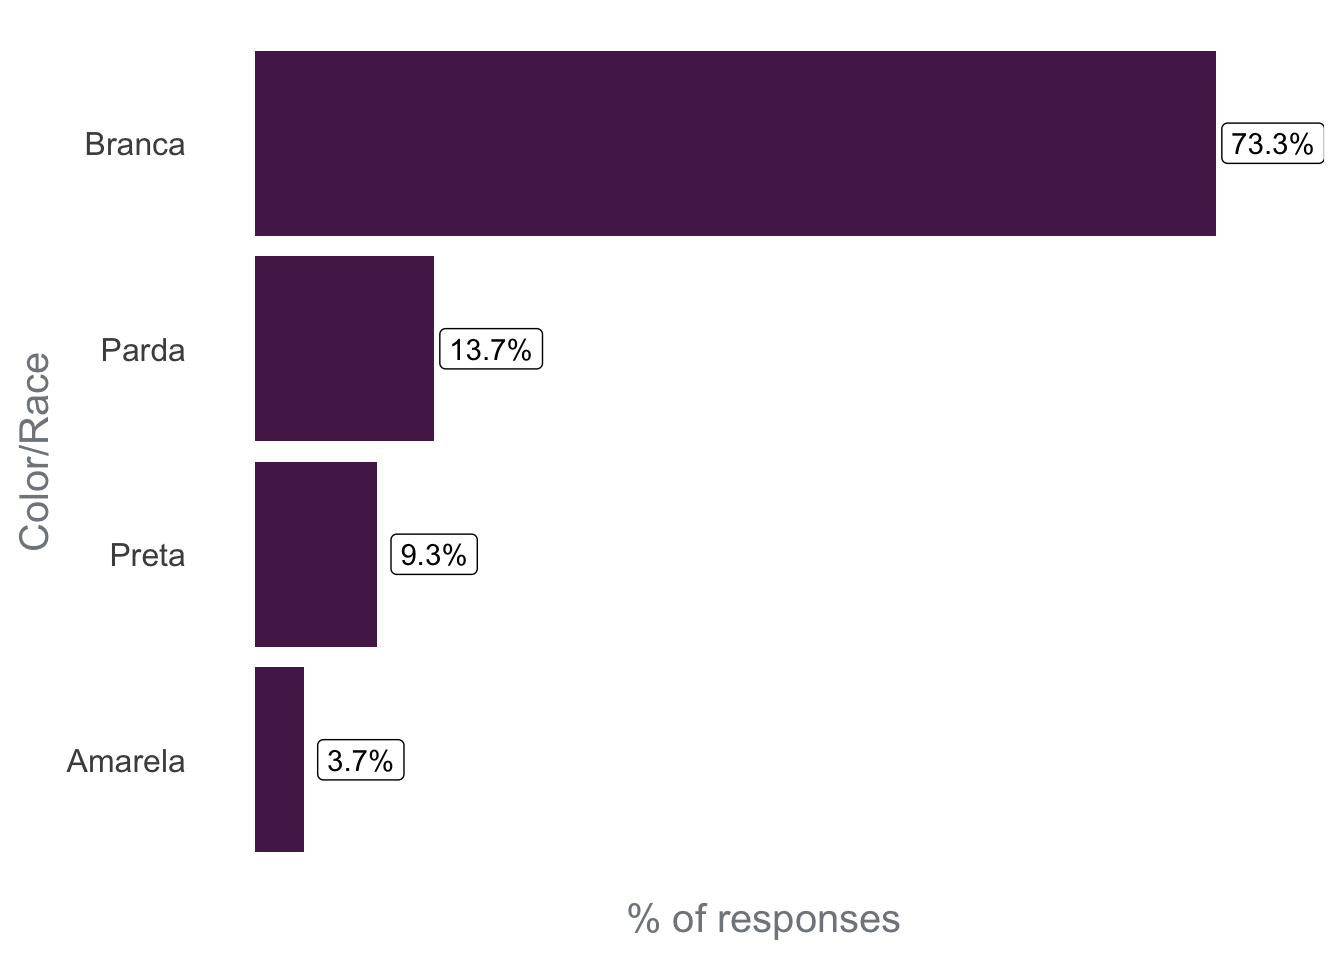 Color/Race
Branca
73.3%
Parda
13.7%
Preta
9.3%
Amarela
3.7%
% of responses